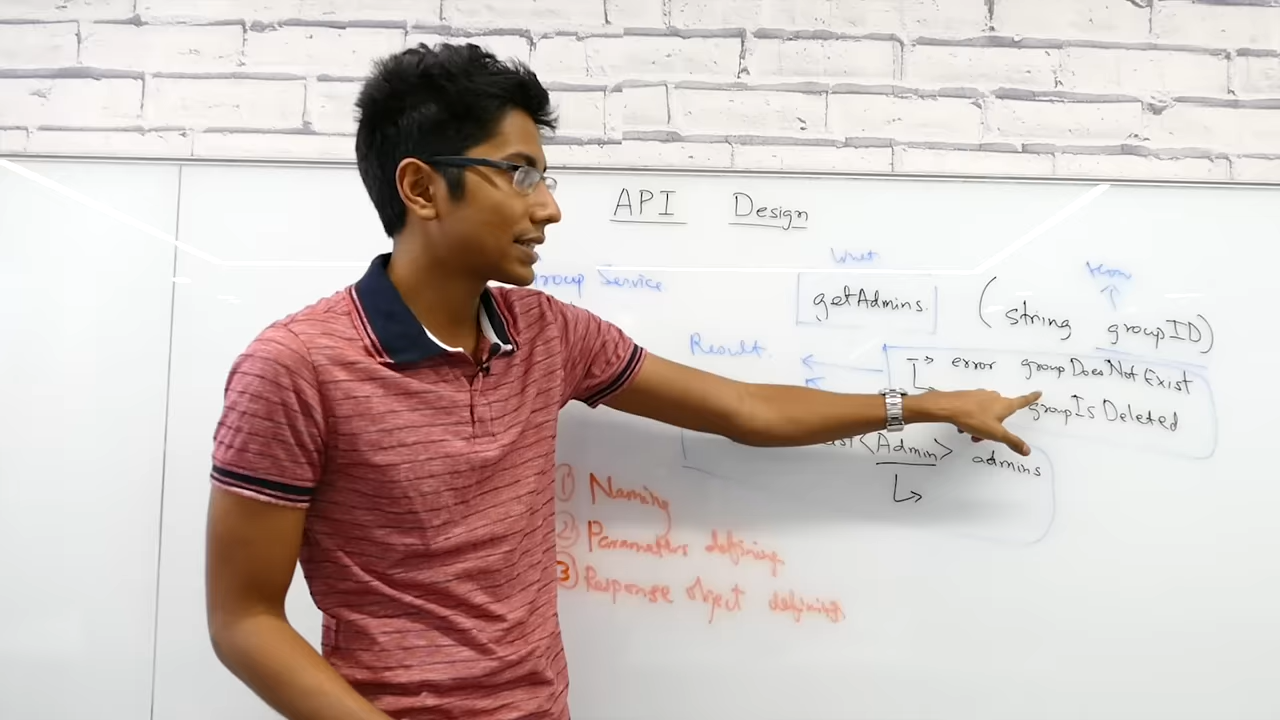 API Design
What
group Service
How
getAdmins.
(string groupID)
Result.
error groupDoesNotExist
groupIsDeleted
<Admin> admins
① Naming
② Parameters defining
③ Response object defining